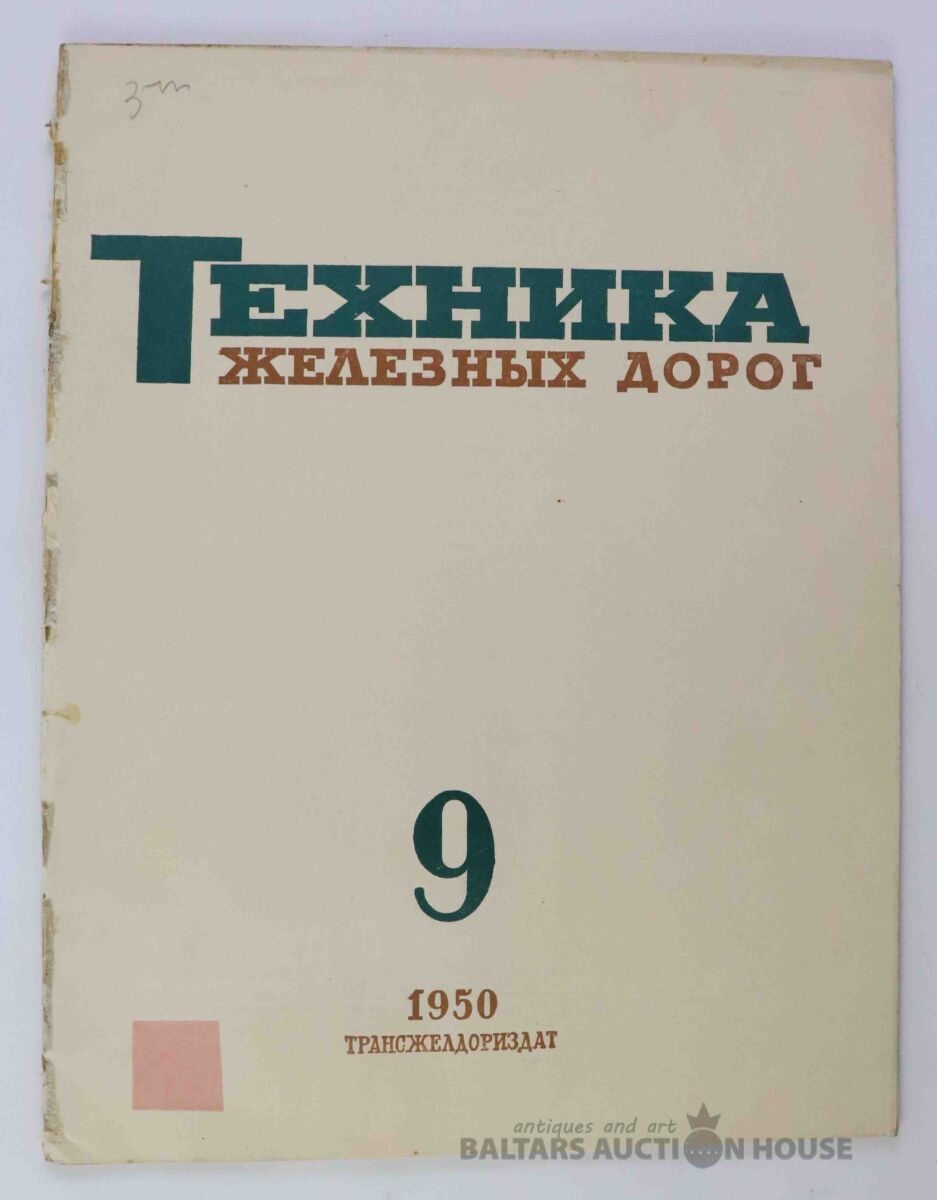 Техника
ЖЕЛЕЗНЫХ ДОРОГ
9
1950
ТРАНСЖЕЛДОРИЗДАТ
antiques and art
BALTARS AUCTION HOUSE